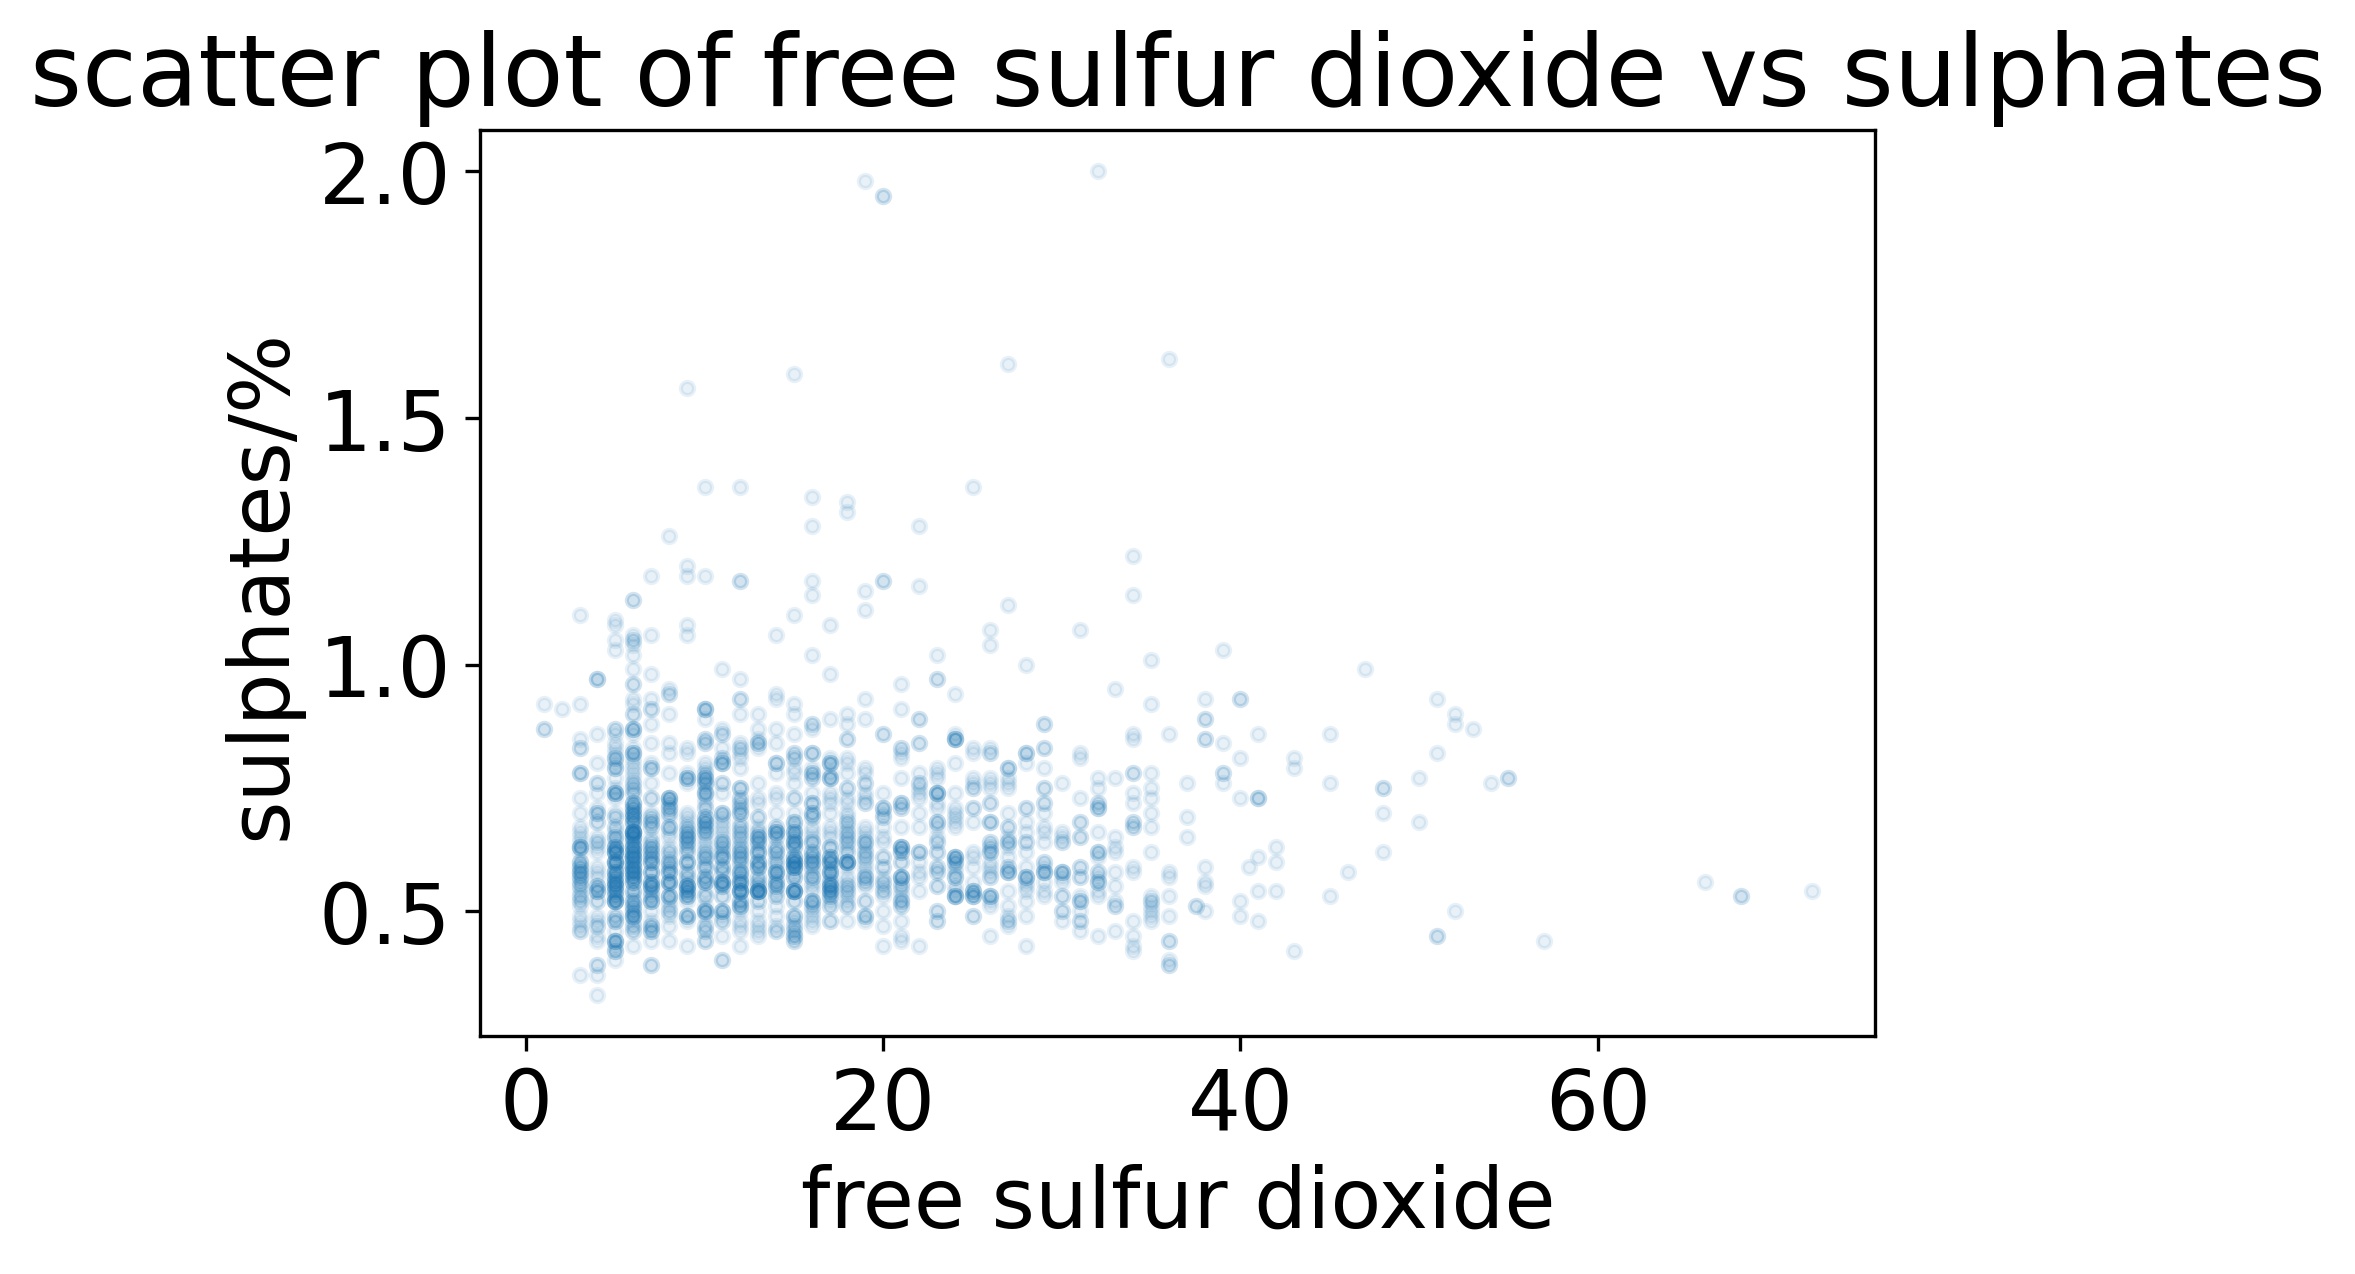 scatter plot of free sulfur dioxide vs sulphates
sulphates/%
2.0
1.5
1.0
0.5
0 20 40 60
free sulfur dioxide